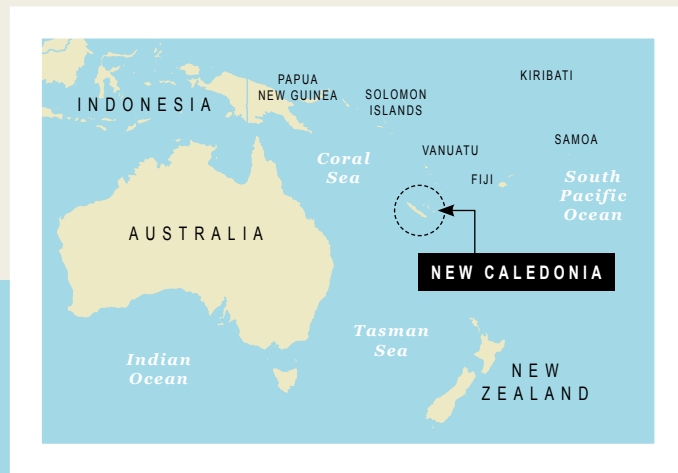 KIRIBATI
PAPUA
NEW GUINEA
INDONESIA
SOLOMON
ISLANDS
SAMOA
VANUATU
Coral
Sea
FIJI
South
Pacific
Ocean
AUSTRALIA
NEW CALEDONIA
Tasman
Sea
Indian
Ocean
NEW
ZEALAND